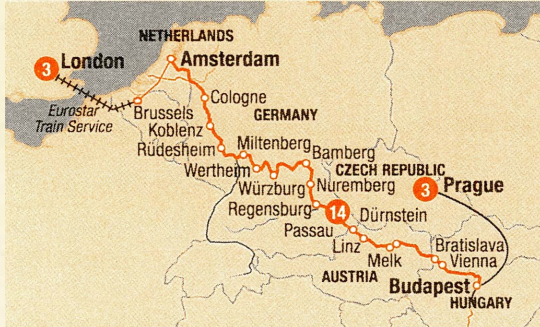 NETHERLANDS
3 London
Amsterdam
Eurostar
Train Service
Brussels
Cologne
GERMANY
Koblenz
Rüdesheim
Miltenberg
Bamberg
Wertheim
CZECH REPUBLIC
Würzburg
Nuremberg
3 Prague
Regensburg
14
Dürnstein
Passau
Linz
Bratislava
Melk
Vienna
AUSTRIA
Budapest
HUNGARY